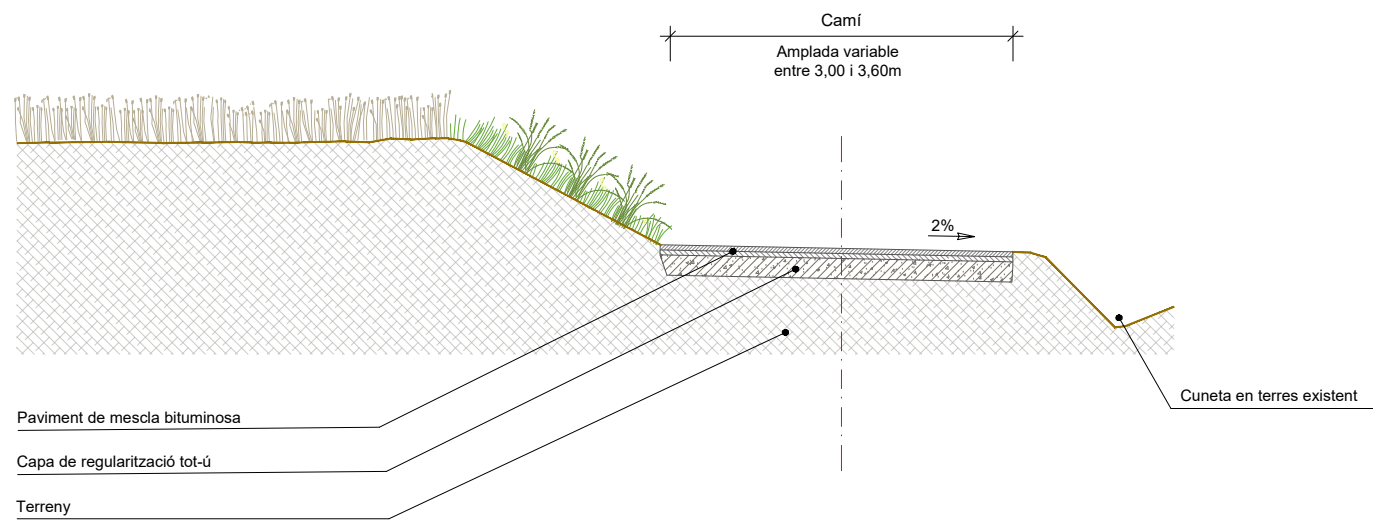 Camí
Amplada variable
entre 3,00 i 3,60m
2%
Cuneta en terres existent
Paviment de mescla bituminosa
Capa de regularització tot-ú
Terreny